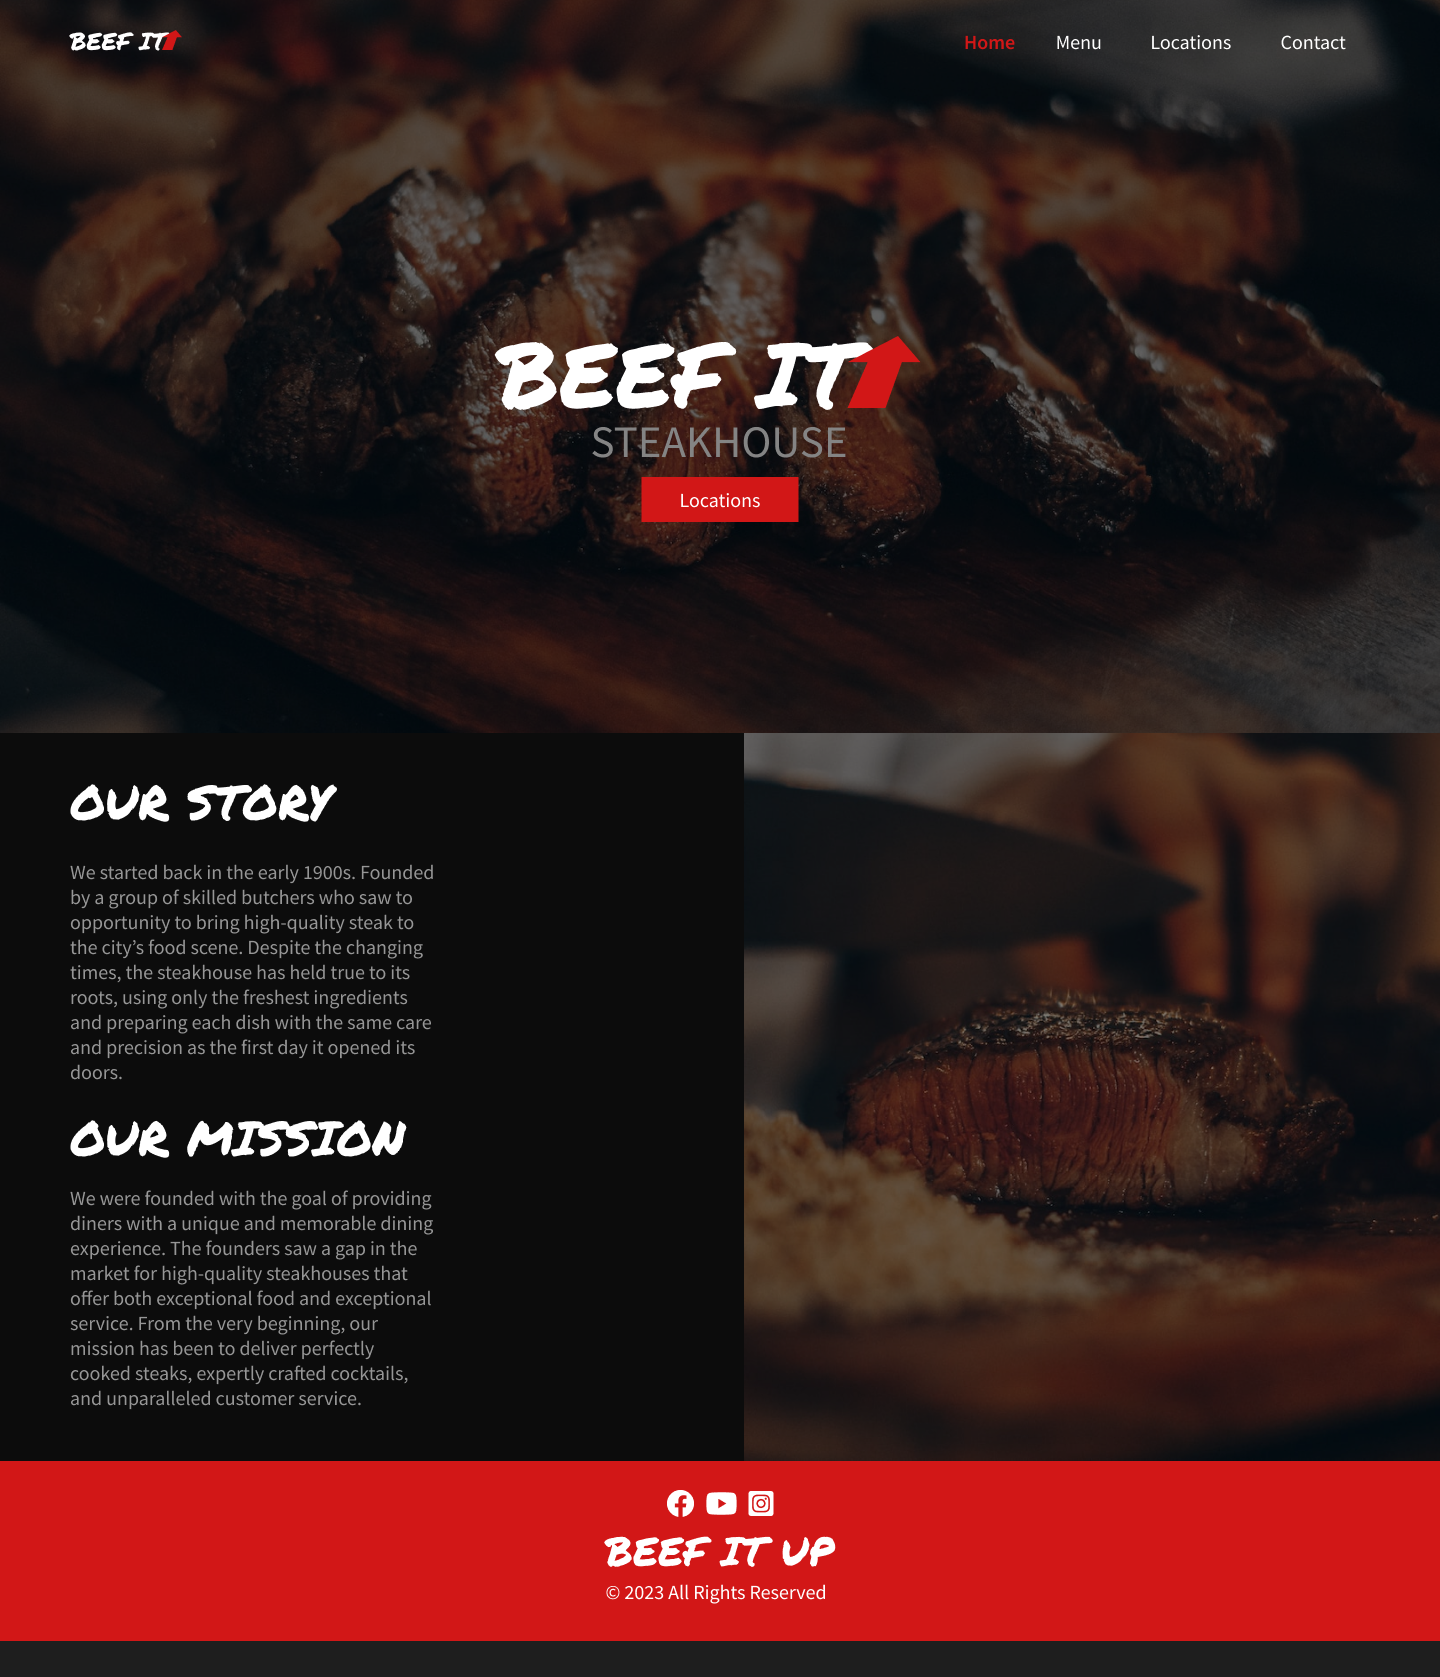 BEEF IT
Home Menu Locations Contact
BEEF IT
STEAKHOUSE
Locations
OUR STORY
We started back in the early 1900s. Founded
by a group of skilled butchers who saw to
opportunity to bring high-quality steak to
the city’s food scene. Despite the changing
times, the steakhouse has held true to its
roots, using only the freshest ingredients
and preparing each dish with the same care
and precision as the first day it opened its
doors.
OUR MISSION
We were founded with the goal of providing
diners with a unique and memorable dining
experience. The founders saw a gap in the
market for high-quality steakhouses that
offer both exceptional food and exceptional
service. From the very beginning, our
mission has been to deliver perfectly
cooked steaks, expertly crafted cocktails,
and unparalleled customer service.
BEEF IT UP
© 2023 All Rights Reserved